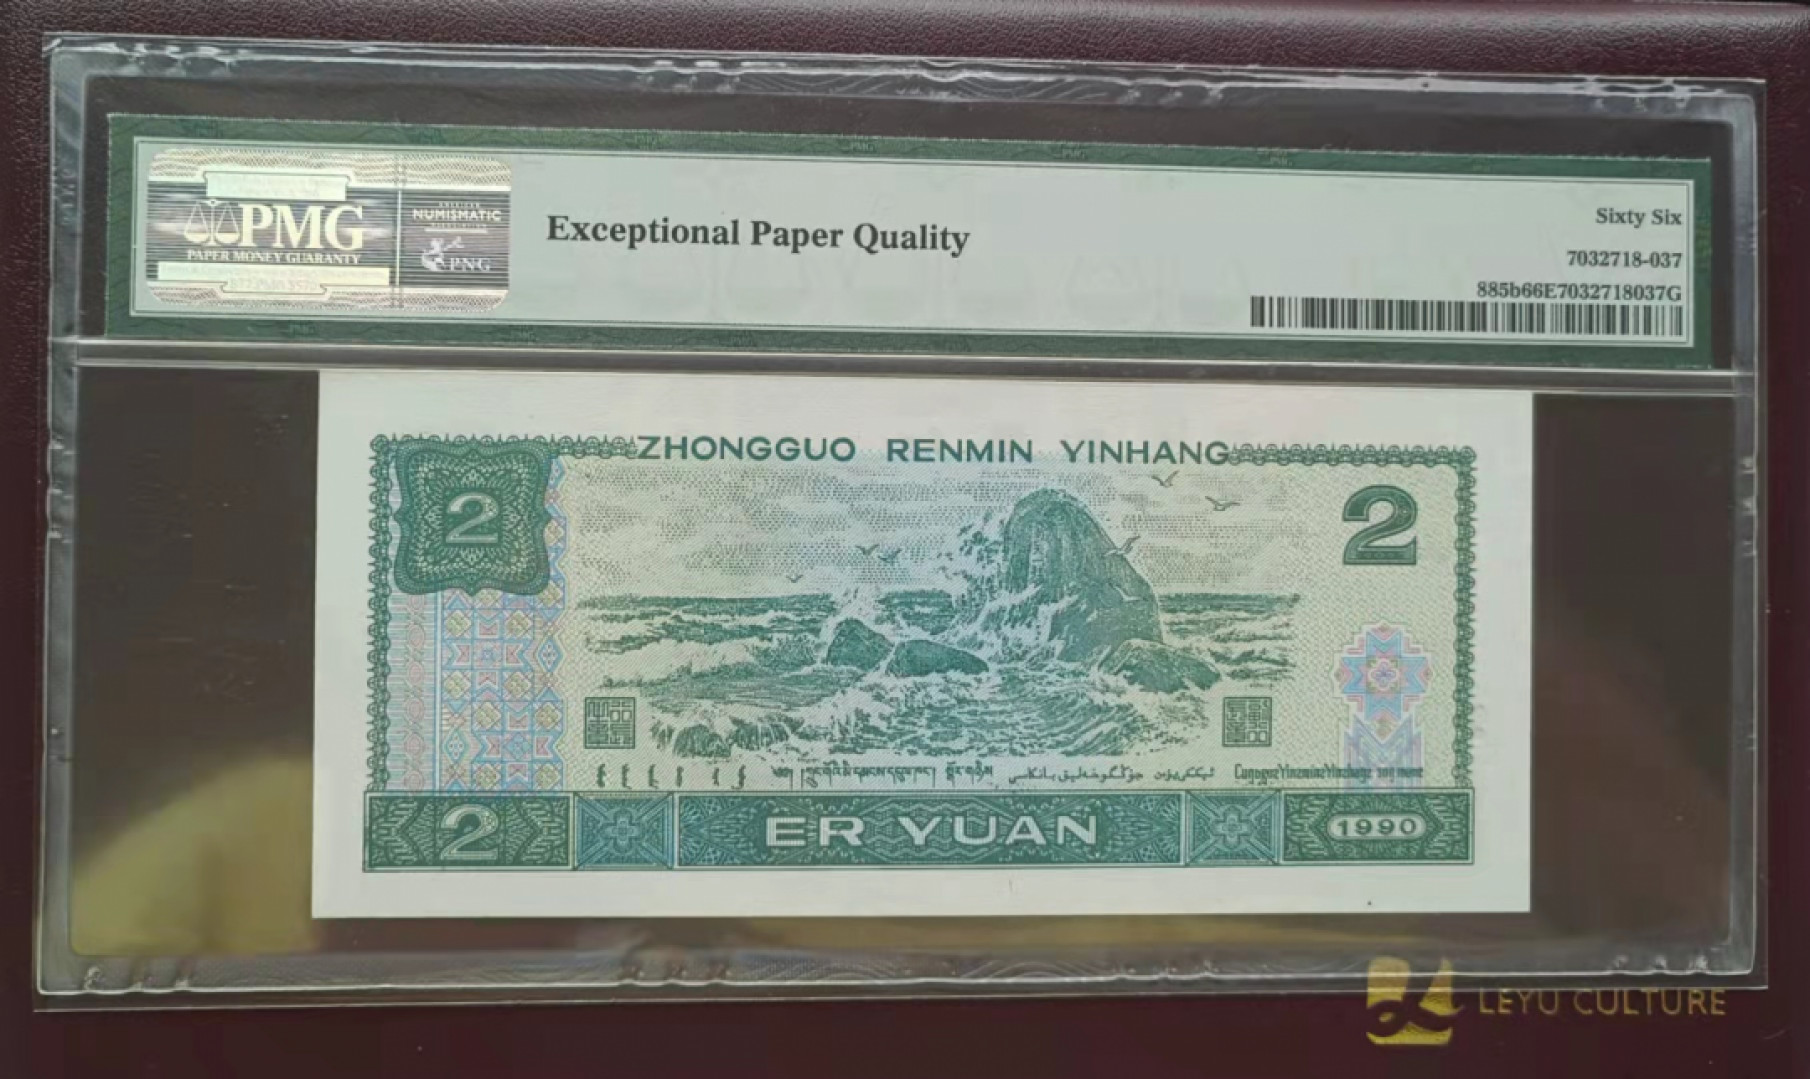 PMG
PAPER MONEY GUARANTY
NUMISMATIC
PNG
Exceptional Paper Quality
Sixty Six
7032718-037
885b66E7032718037G
ZHONGGUO RENMIN YINHANG
2
2
2
ER YUAN
1990
LEYU CULTURE